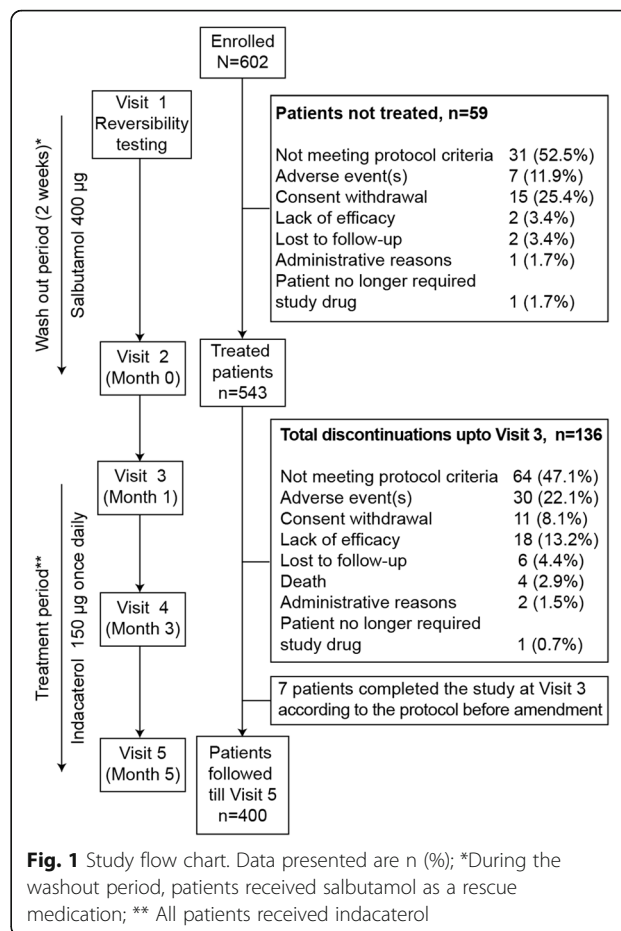 Enrolled
N=602
Visit 1
Reversibility
testing
Wash out period (2 weeks)*
Salbutamol 400 µg
Patients not treated, n=59
Not meeting protocol criteria 31 (52.5%)
Adverse event(s) 7 (11.9%)
Consent withdrawal 15 (25.4%)
Lack of efficacy 2 (3.4%)
Lost to follow-up 2 (3.4%)
Administrative reasons 1 (1.7%)
Patient no longer required
study drug 1 (1.7%)
Visit 2
(Month 0)
Treated
patients
n=543
Total discontinuations upto Visit 3, n=136
Not meeting protocol criteria 64 (47.1%)
Adverse event(s) 30 (22.1%)
Consent withdrawal 11 (8.1%)
Lack of efficacy 18 (13.2%)
Lost to follow-up 6 (4.4%)
Death 4 (2.9%)
Administrative reasons 2 (1.5%)
Patient no longer required
study drug 1 (0.7%)
Visit 3
(Month 1)
Treatment period**
Indacaterol 150 µg once daily
Visit 4
(Month 3)
7 patients completed the study at Visit 3
according to the protocol before amendment
Visit 5
(Month 5)
Patients
followed
till Visit 5
n=400
Fig. 1 Study flow chart. Data presented are n (%); *During the
washout period, patients received salbutamol as a rescue
medication; ** All patients received indacaterol